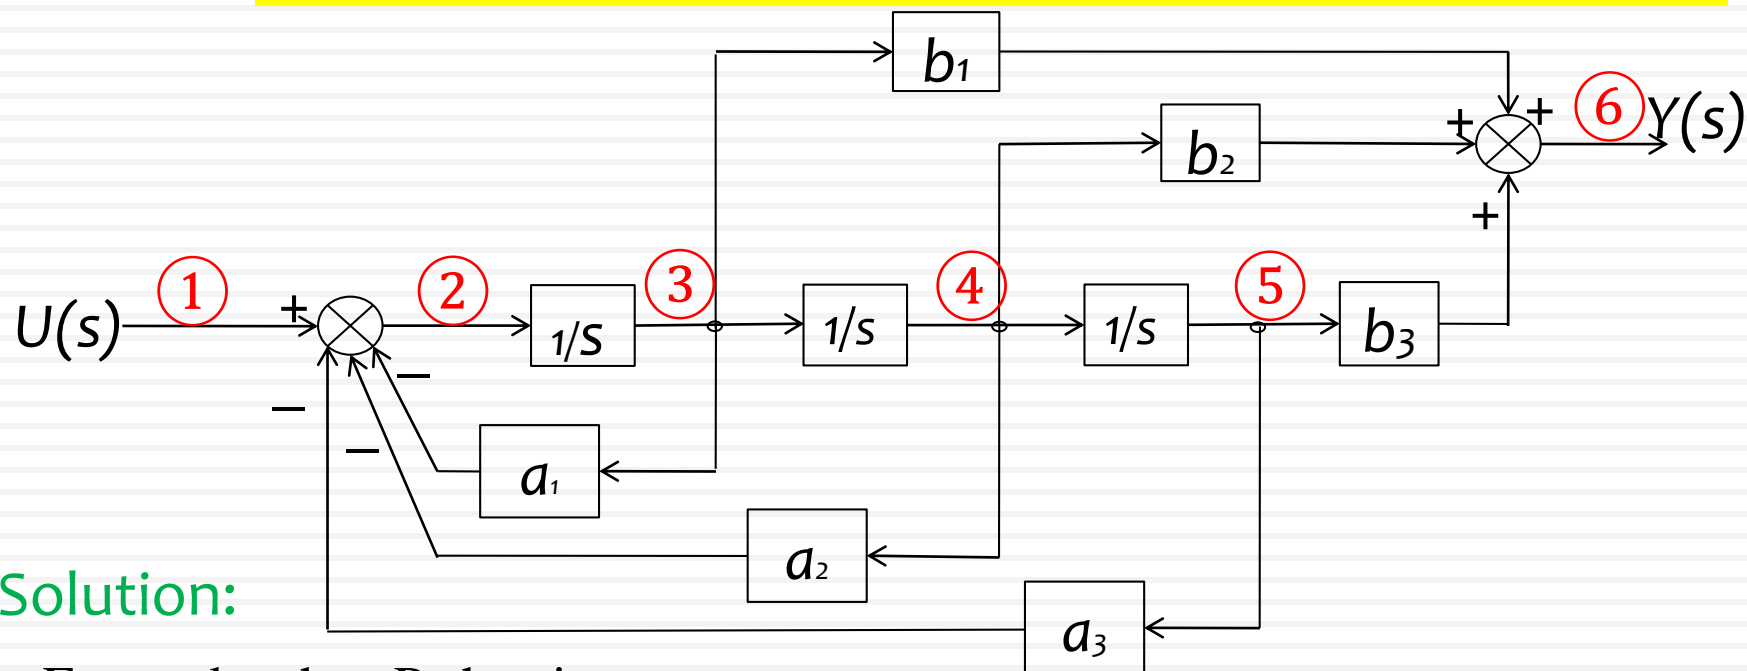 b1
b2
+
+
⑥
Y(s)
+
U(s)
①
+
②
1/s
③
1/s
④
1/s
⑤
b3
—
—
—
a1
a2
Solution:
a3